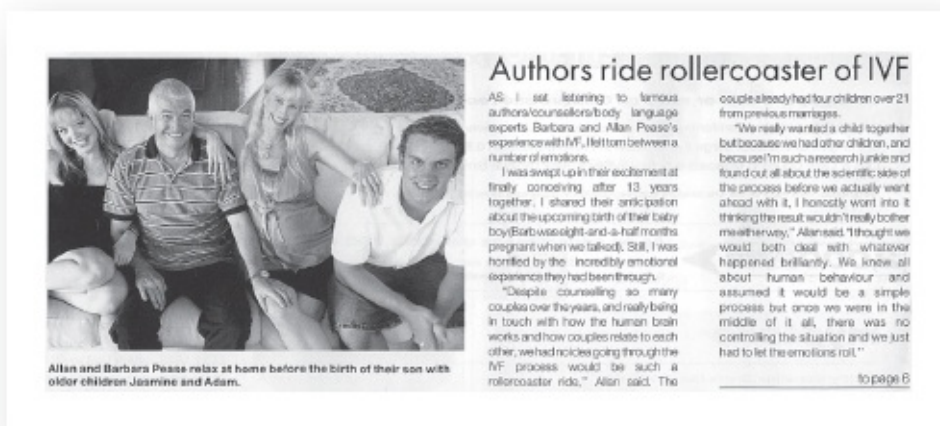 Authors ride rollercoaster of IVF
AS I sat listening to famous
authors/counsellors/body language
experts Barbara and Allan Pease's
experience with IVF, I felt torn between a
number of emotions.
I was swept up in their excitement at
finally conceiving after 13 years
together. I shared their anticipation
about the upcoming birth of their baby
boy (Barb was eight-and-a-half months
pregnant when we talked). Still, I was
horrified by the incredibly emotional
experience they had been through.
"Despite counselling so many
couples over the years, and really being
in touch with how the human brain
works and how couples relate to each
other, we had no idea going through the
IVF process would be such a
rollercoaster ride," Allan said. The
couple already had four children over 21
from previous marriages.
"We really wanted a child together
but because we had other children, and
because I'm such a research junkie and
found out all about the scientific side of
the process before we actually went
ahead with it, I honestly went into it
thinking the result wouldn't really bother
me either way," Allan said. "I thought we
would both deal with whatever
happened brilliantly. We knew all
about human behaviour and
assumed it would be a simple
process but once we were in the
middle of it all, there was no
controlling the situation and we just
had to let the emotions roll."
to page 6
Allan and Barbara Pease relax at home before the birth of their son with
older children Jasmine and Adam.